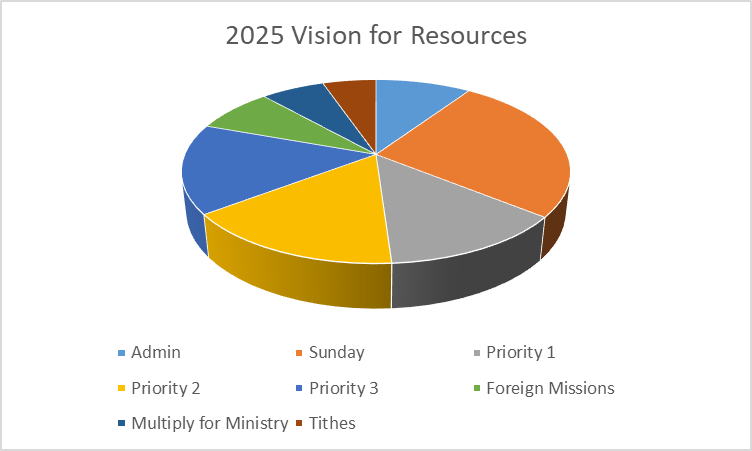 2025 Vision for Resources
Admin Sunday Priority 1
Priority 2 Priority 3 Foreign Missions
Multiply for Ministry Tithes